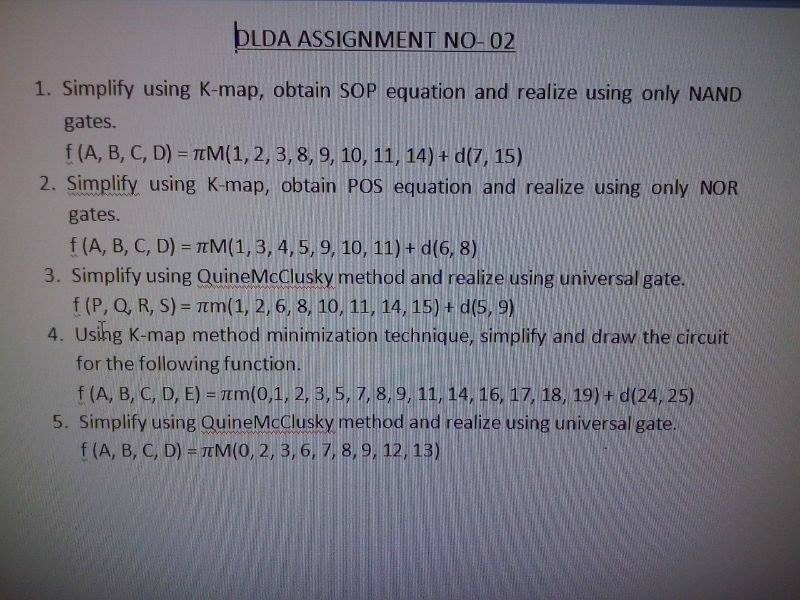 DLDA ASSIGNMENT NO- 02
1. Simplify using K-map, obtain SOP equation and realize using only NAND
gates.
f (A, B, C, D) = πM(1, 2, 3, 8, 9, 10, 11, 14) + d(7, 15)
2. Simplify using K-map, obtain POS equation and realize using only NOR
gates.
f (A, B, C, D) = πM(1, 3, 4, 5, 9, 10, 11) + d(6, 8)
3. Simplify using QuineMcClusky method and realize using universal gate.
f (P, Q, R, S) = πm(1, 2, 6, 8, 10, 11, 14, 15) + d(5, 9)
4. Using K-map method minimization technique, simplify and draw the circuit
for the following function.
f (A, B, C, D, E) = πm(0,1, 2, 3, 5, 7, 8, 9, 11, 14, 16, 17, 18, 19) + d(24, 25)
5. Simplify using QuineMcClusky method and realize using universal gate.
f (A, B, C, D) = πM(0, 2, 3, 6, 7, 8, 9, 12, 13)